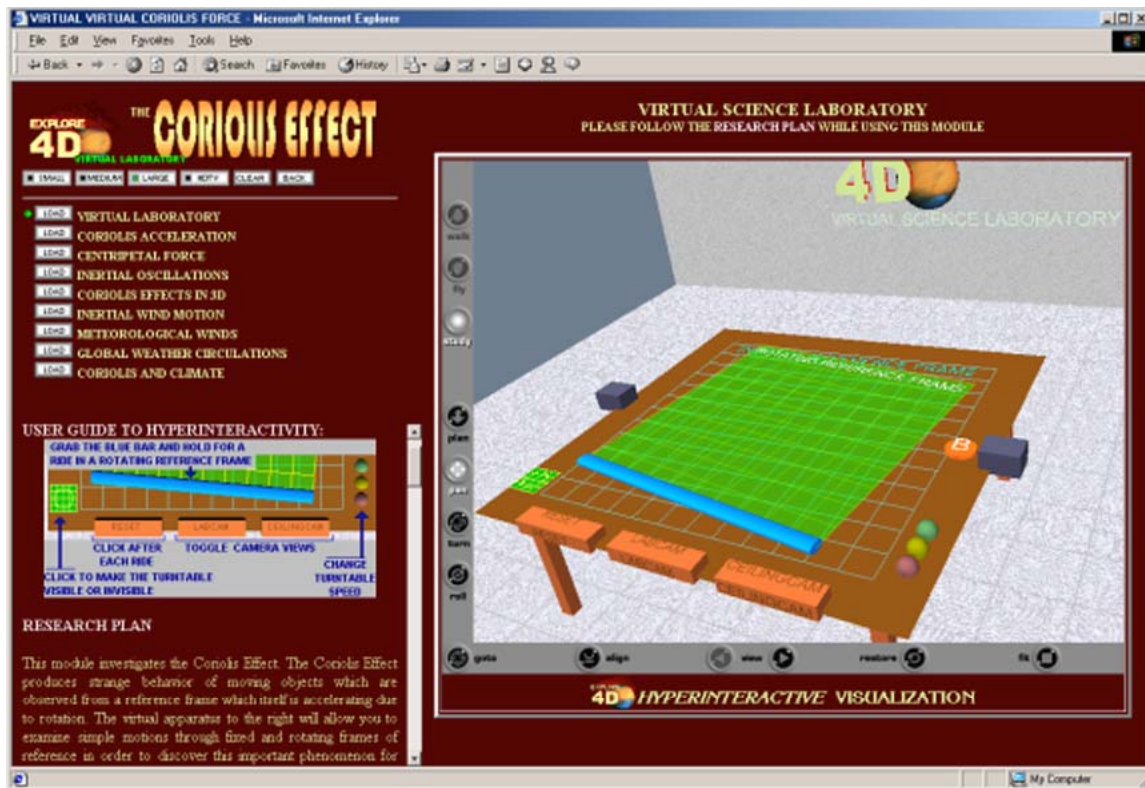 VIRTUAL VIRTUAL CORIOLIS FORCE - Microsoft Internet Explorer
File Edit View Favorites Tools Help
Back Search Favorites History
EXPLORE 4D THE CORIOLIS EFFECT
VIRTUAL LABORATORY
SMALL MEDIUM LARGE CLEAR BACK
LOAD VIRTUAL LABORATORY
LOAD CORIOLIS ACCELERATION
LOAD CENTRIPETAL FORCE
LOAD INERTIAL OSCILLATIONS
LOAD CORIOLIS EFFECTS IN 3D
LOAD INERTIAL WIND MOTION
LOAD METEOROLOGICAL WINDS
LOAD GLOBAL WEATHER CIRCULATIONS
LOAD CORIOLIS AND CLIMATE
USER GUIDE TO HYPERINTERACTIVITY:
GRAB THE BLUE BAR AND HOLD FOR A
RIDE IN A ROTATING REFERENCE FRAME
RESET LABCAM CEILINGCAM
CLICK AFTER
EACH RIDE
TOGGLE CAMERA VIEWS
CLICK TO MAKE THE TURNTABLE
VISIBLE OR INVISIBLE
CHANGE
TURNTABLE
SPEED
RESEARCH PLAN
This module investigates the Coriolis Effect. The Coriolis Effect
produces strange behavior of moving objects which are
observed from a reference frame which itself is accelerating due
to rotation. The virtual apparatus to the right will allow you to
examine simple motions through fixed and rotating frames of
reference in order to discover this important phenomenon for
VIRTUAL SCIENCE LABORATORY
PLEASE FOLLOW THE RESEARCH PLAN WHILE USING THIS MODULE
4D
VIRTUAL SCIENCE LABORATORY
walk
fly
study
plan
pan
turn
roll
REFERENCE FRAME
ROTATING REFERENCE FRAME
B
RESET
LABCAM
CEILINGCAM
goto align view restore fit
EXPLORE 4D HYPERINTERACTIVE VISUALIZATION
My Computer